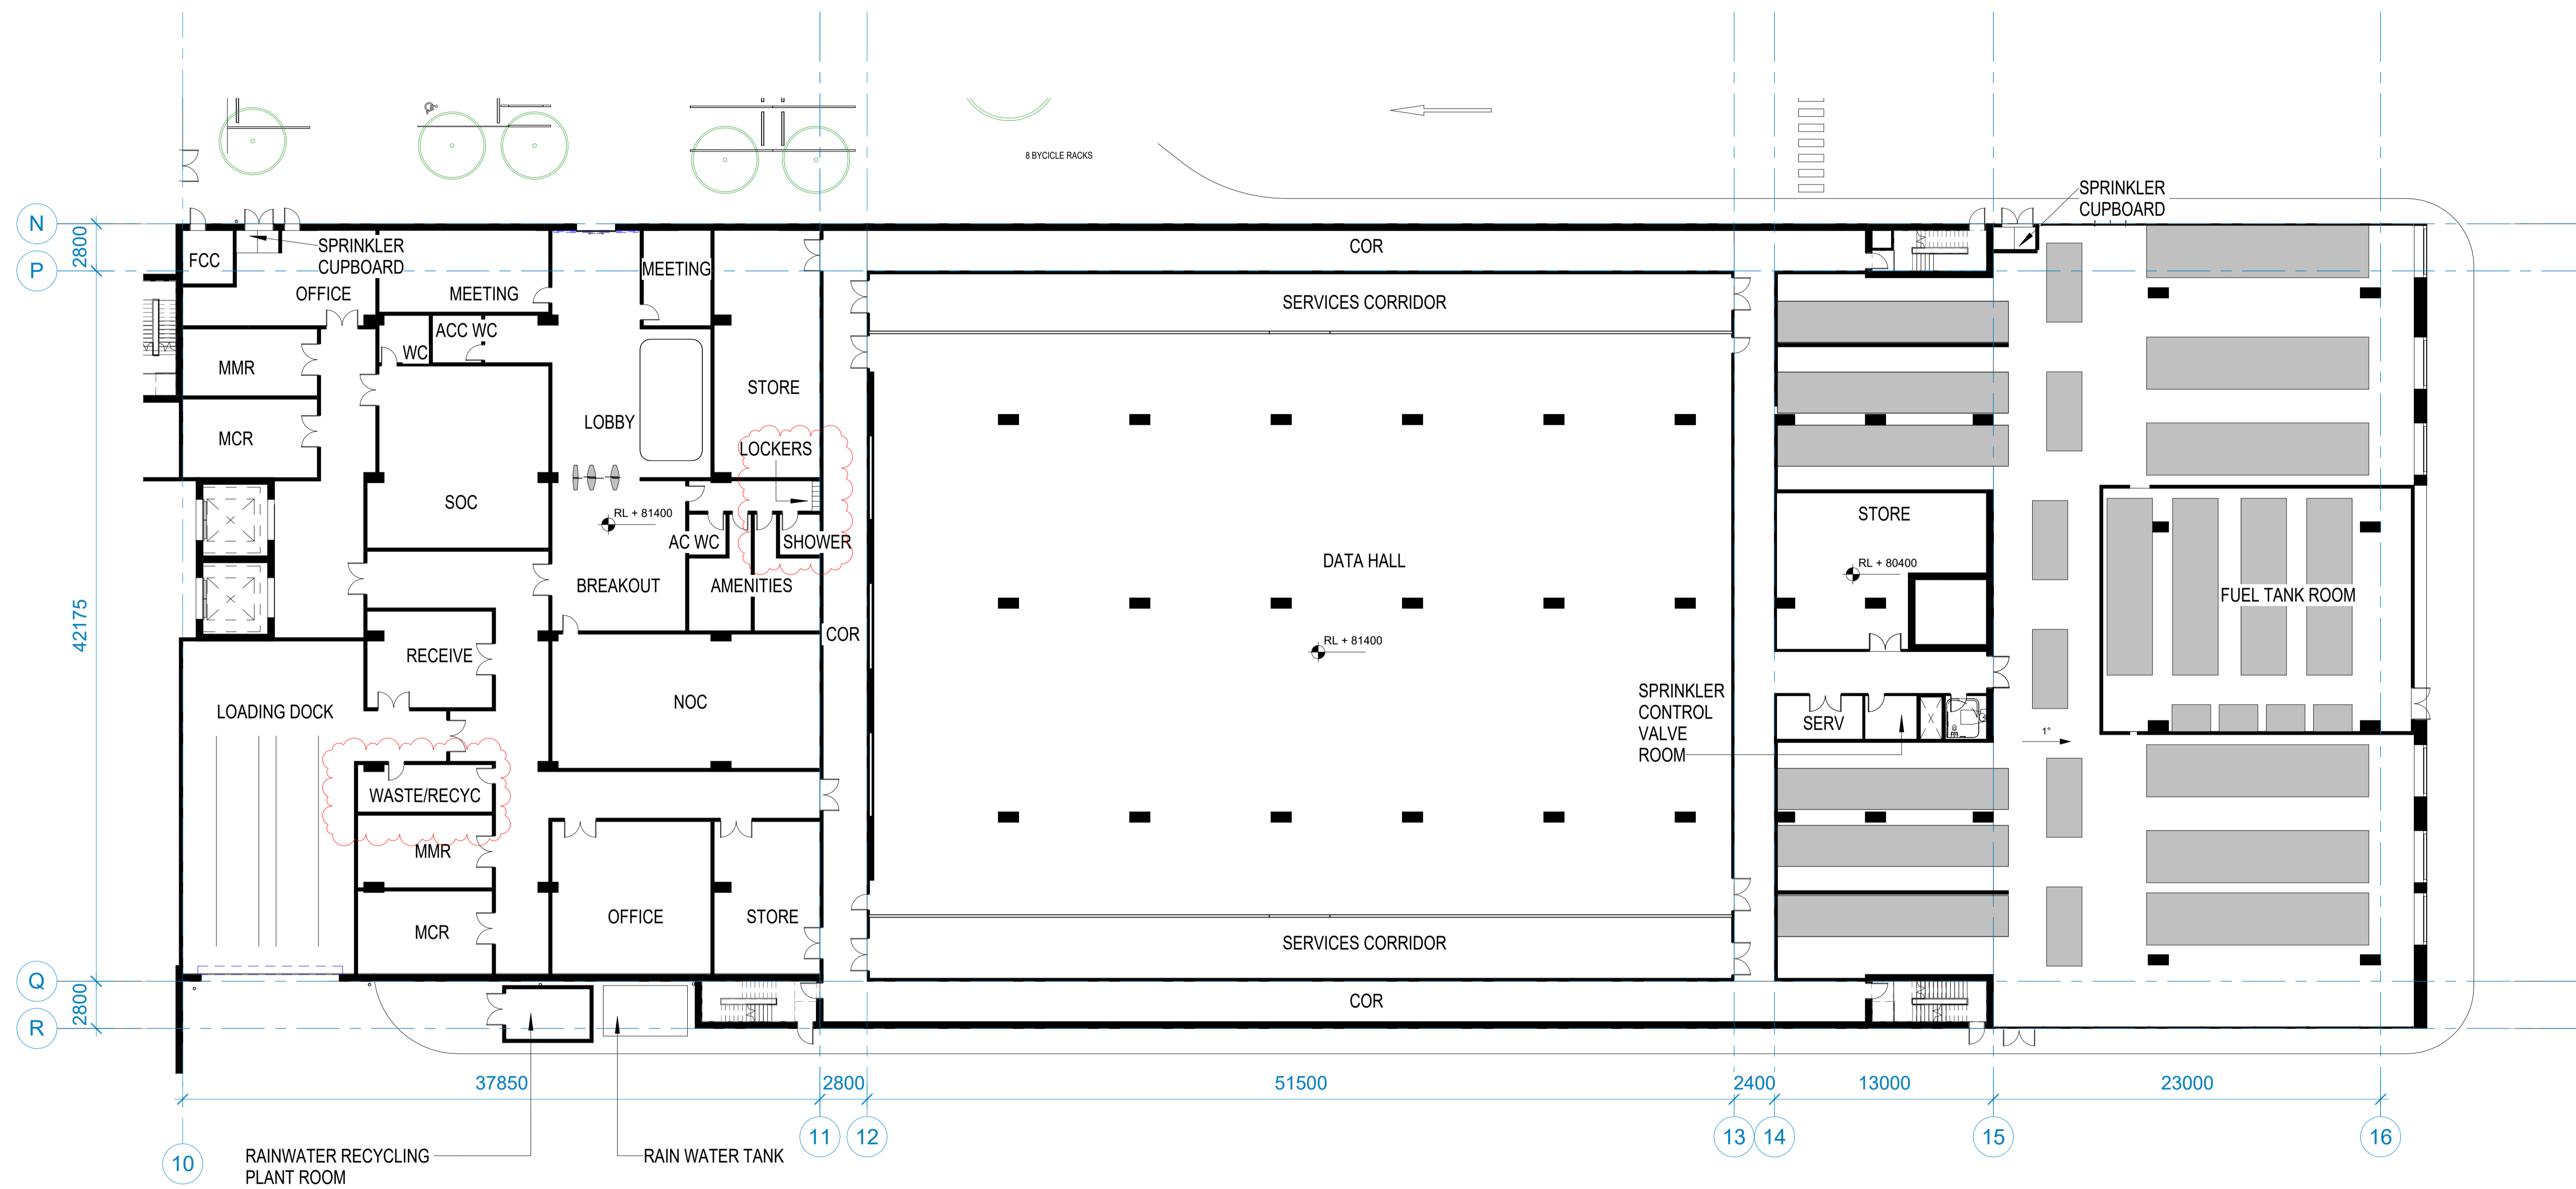 8 BYCICLE RACKS
SPRINKLER
CUPBOARD
N
2800
P
FCC
SPRINKLER
CUPBOARD
OFFICE
MEETING
MEETING
COR
SERVICES CORRIDOR
ACC WC
WC
MMR
MCR
STORE
LOBBY
LOCKERS
SOC
RL + 81400
AC WC
SHOWER
BREAKOUT
AMENITIES
DATA HALL
RL + 81400
STORE
RL + 80400
FUEL TANK ROOM
42175
COR
RECEIVE
NOC
LOADING DOCK
SPRINKLER
CONTROL
VALVE
ROOM
SERV
1°
WASTE/RECYC
MMR
MCR
OFFICE
STORE
SERVICES CORRIDOR
COR
Q
2800
R
37850
2800
51500
2400
13000
23000
10
11
12
13
14
15
16
RAINWATER RECYCLING
PLANT ROOM
RAIN WATER TANK